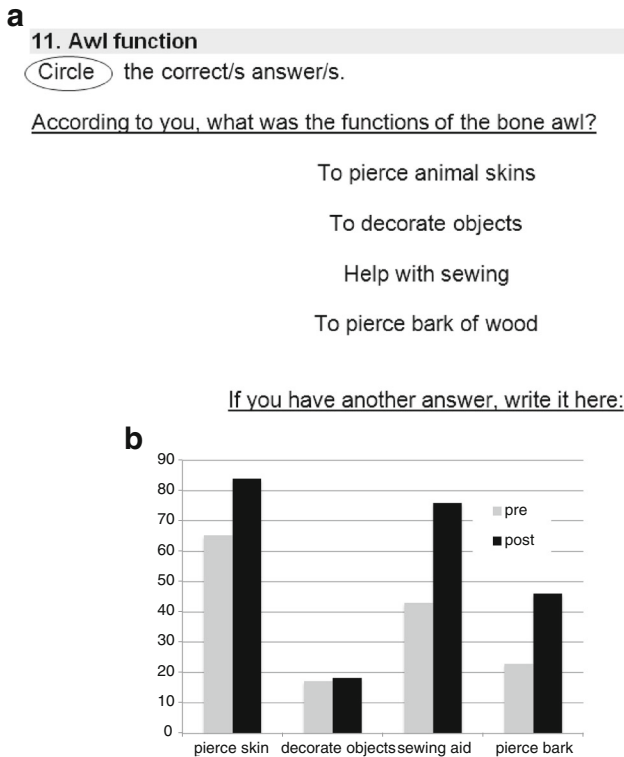 a
11. Awl function
Circle the correct/s answer/s.
According to you, what was the functions of the bone awl?
To pierce animal skins
To decorate objects
Help with sewing
To pierce bark of wood
If you have another answer, write it here:
b
90
80
70
60
50
40
30
20
10
0
pre
post
pierce skin decorate objects sewing aid pierce bark